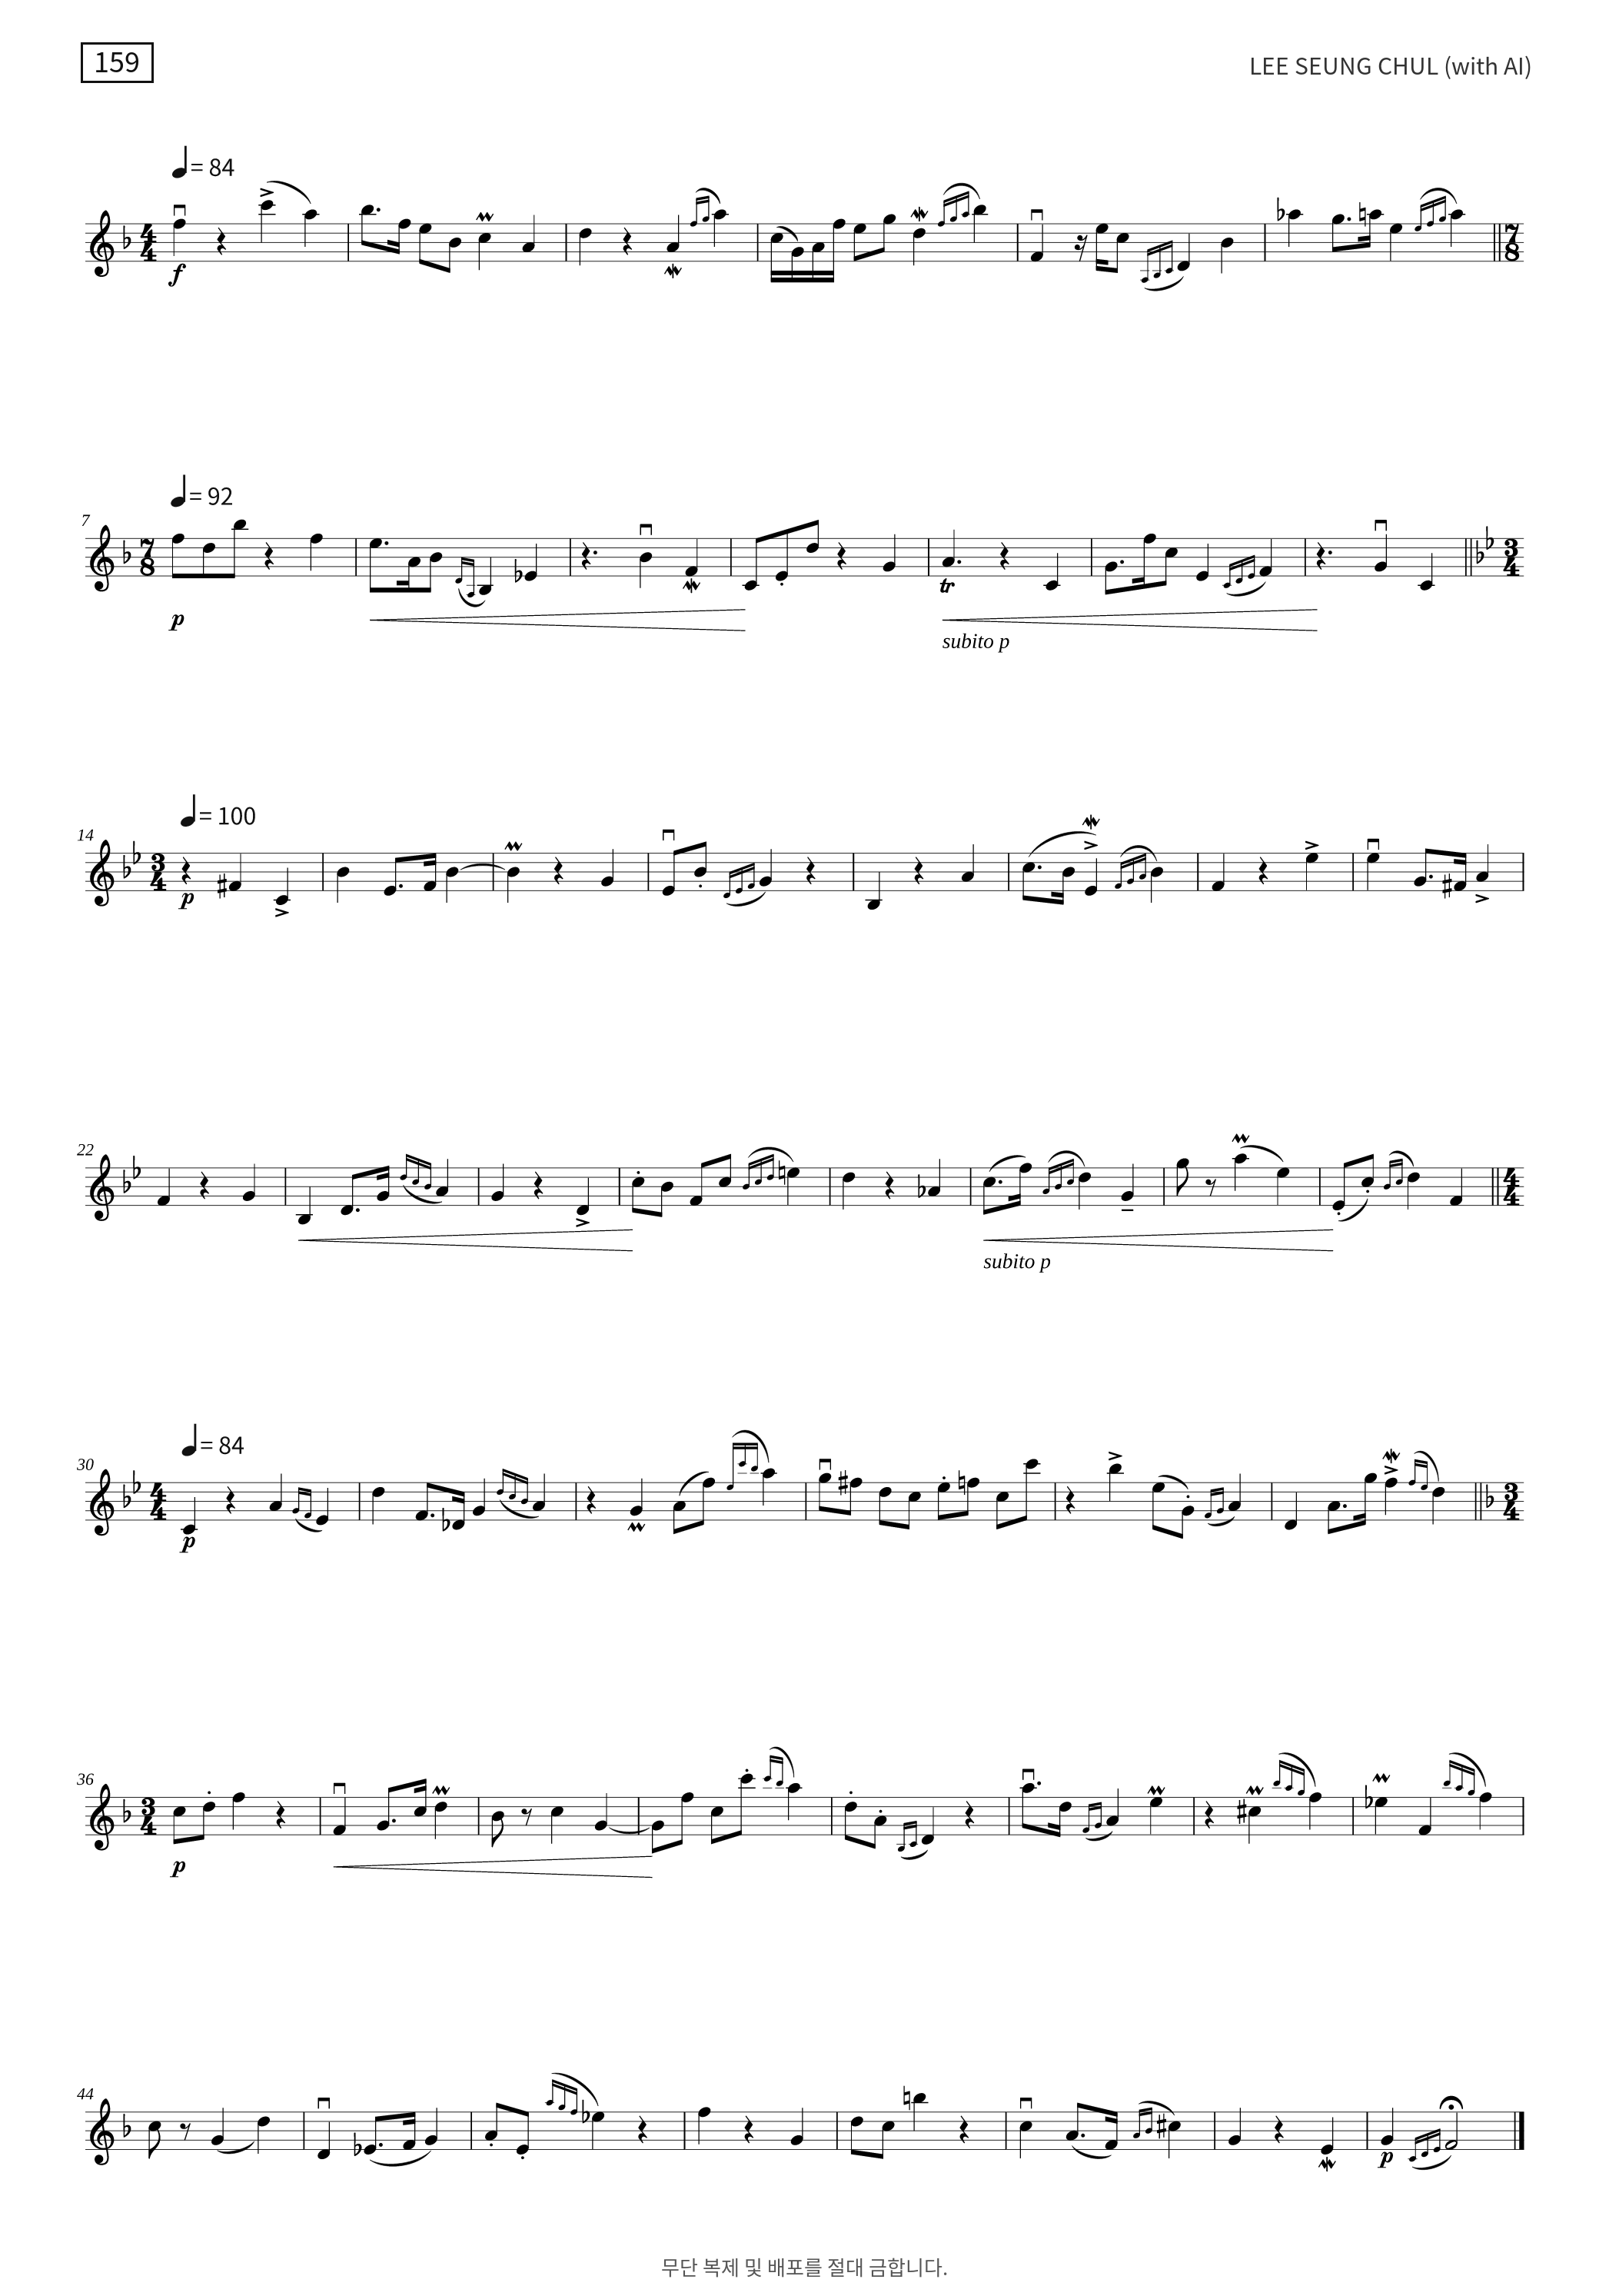 159
LEE SEUNG CHUL (with AI)
= 84
f
7
= 92
p
subito p
14
= 100
p
22
subito p
30
= 84
p
36
p
44
p
무단 복제 및 배포를 절대 금합니다.